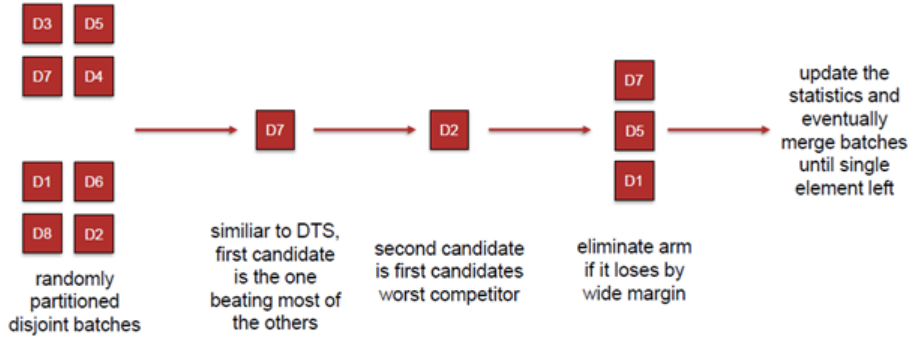 D3 D5
D7 D4
D1 D6
D8 D2
randomly
partitioned
disjoint batches
D7
similiar to DTS,
first candidate
is the one
beating most of
the others
D2
second candidate
is first candidates
worst competitor
D7
D5
D1
eliminate arm
if it loses by
wide margin
update the
statistics and
eventually
merge batches
until single
element left